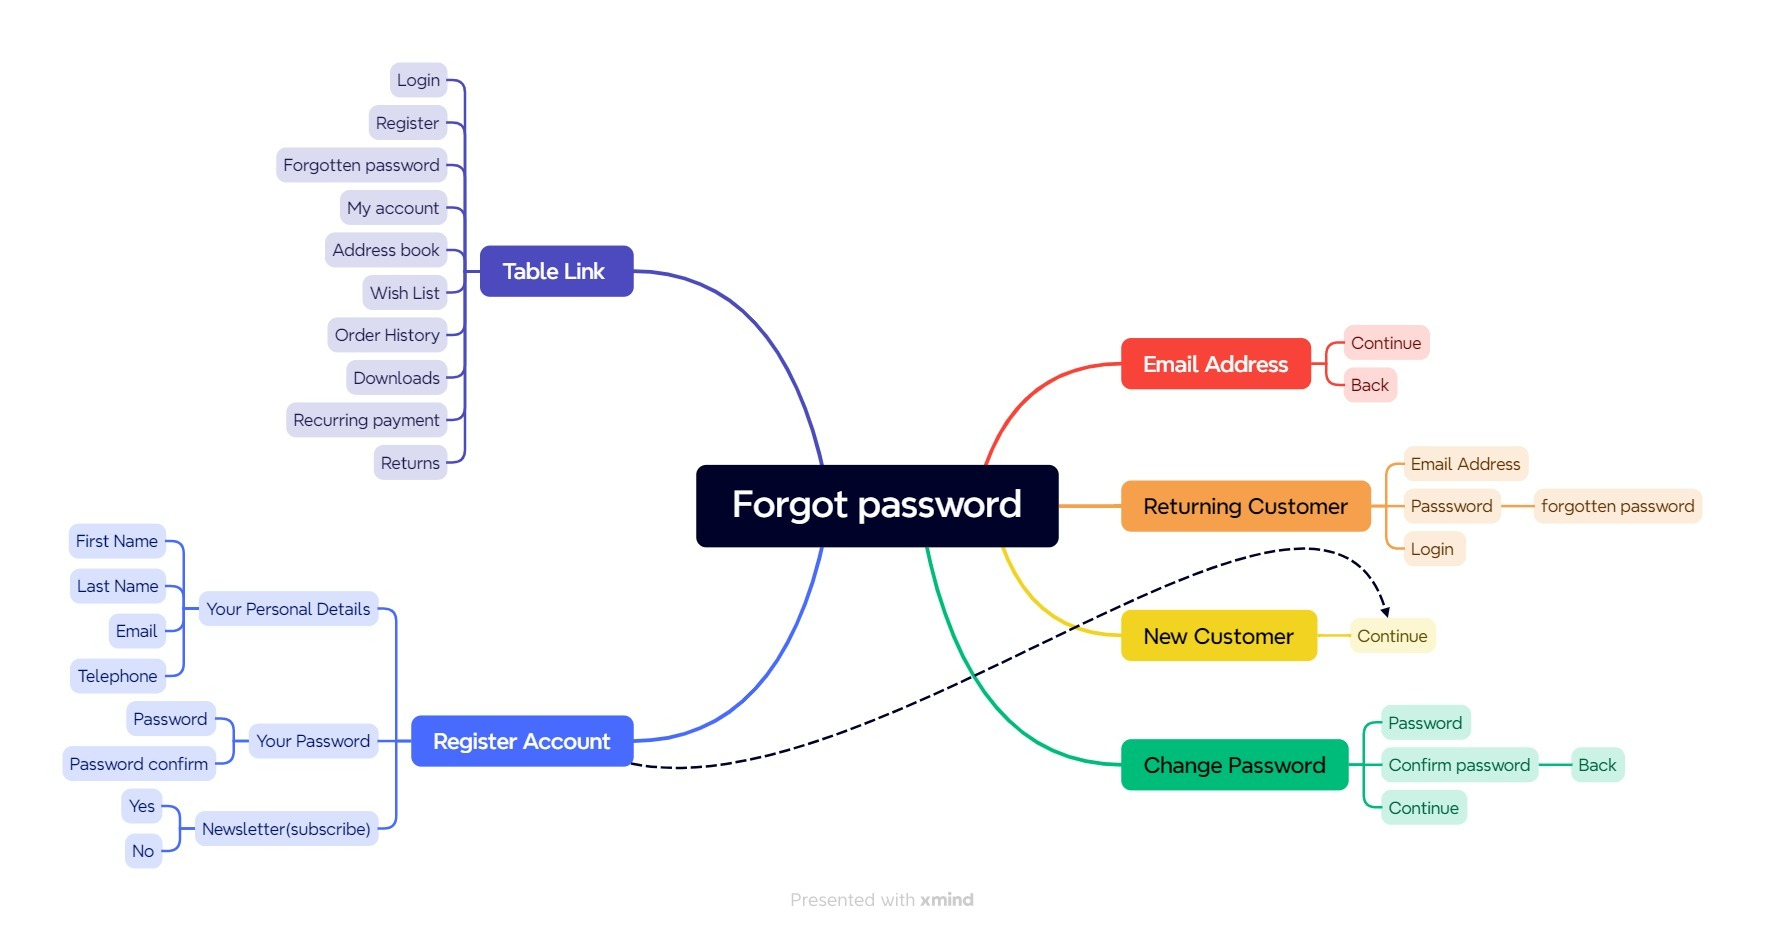 Login
Register
Forgotten password
My account
Address book
Wish List
Order History
Downloads
Recurring payment
Returns
Table Link
Email Address
Continue
Back
Forgot password
Returning Customer
Email Address
Passsword
forgotten password
Login
New Customer
Continue
Change Password
Password
Confirm password
Back
Continue
Register Account
Your Personal Details
First Name
Last Name
Email
Telephone
Your Password
Password
Password confirm
Newsletter(subscribe)
Yes
No
Presented with xmind